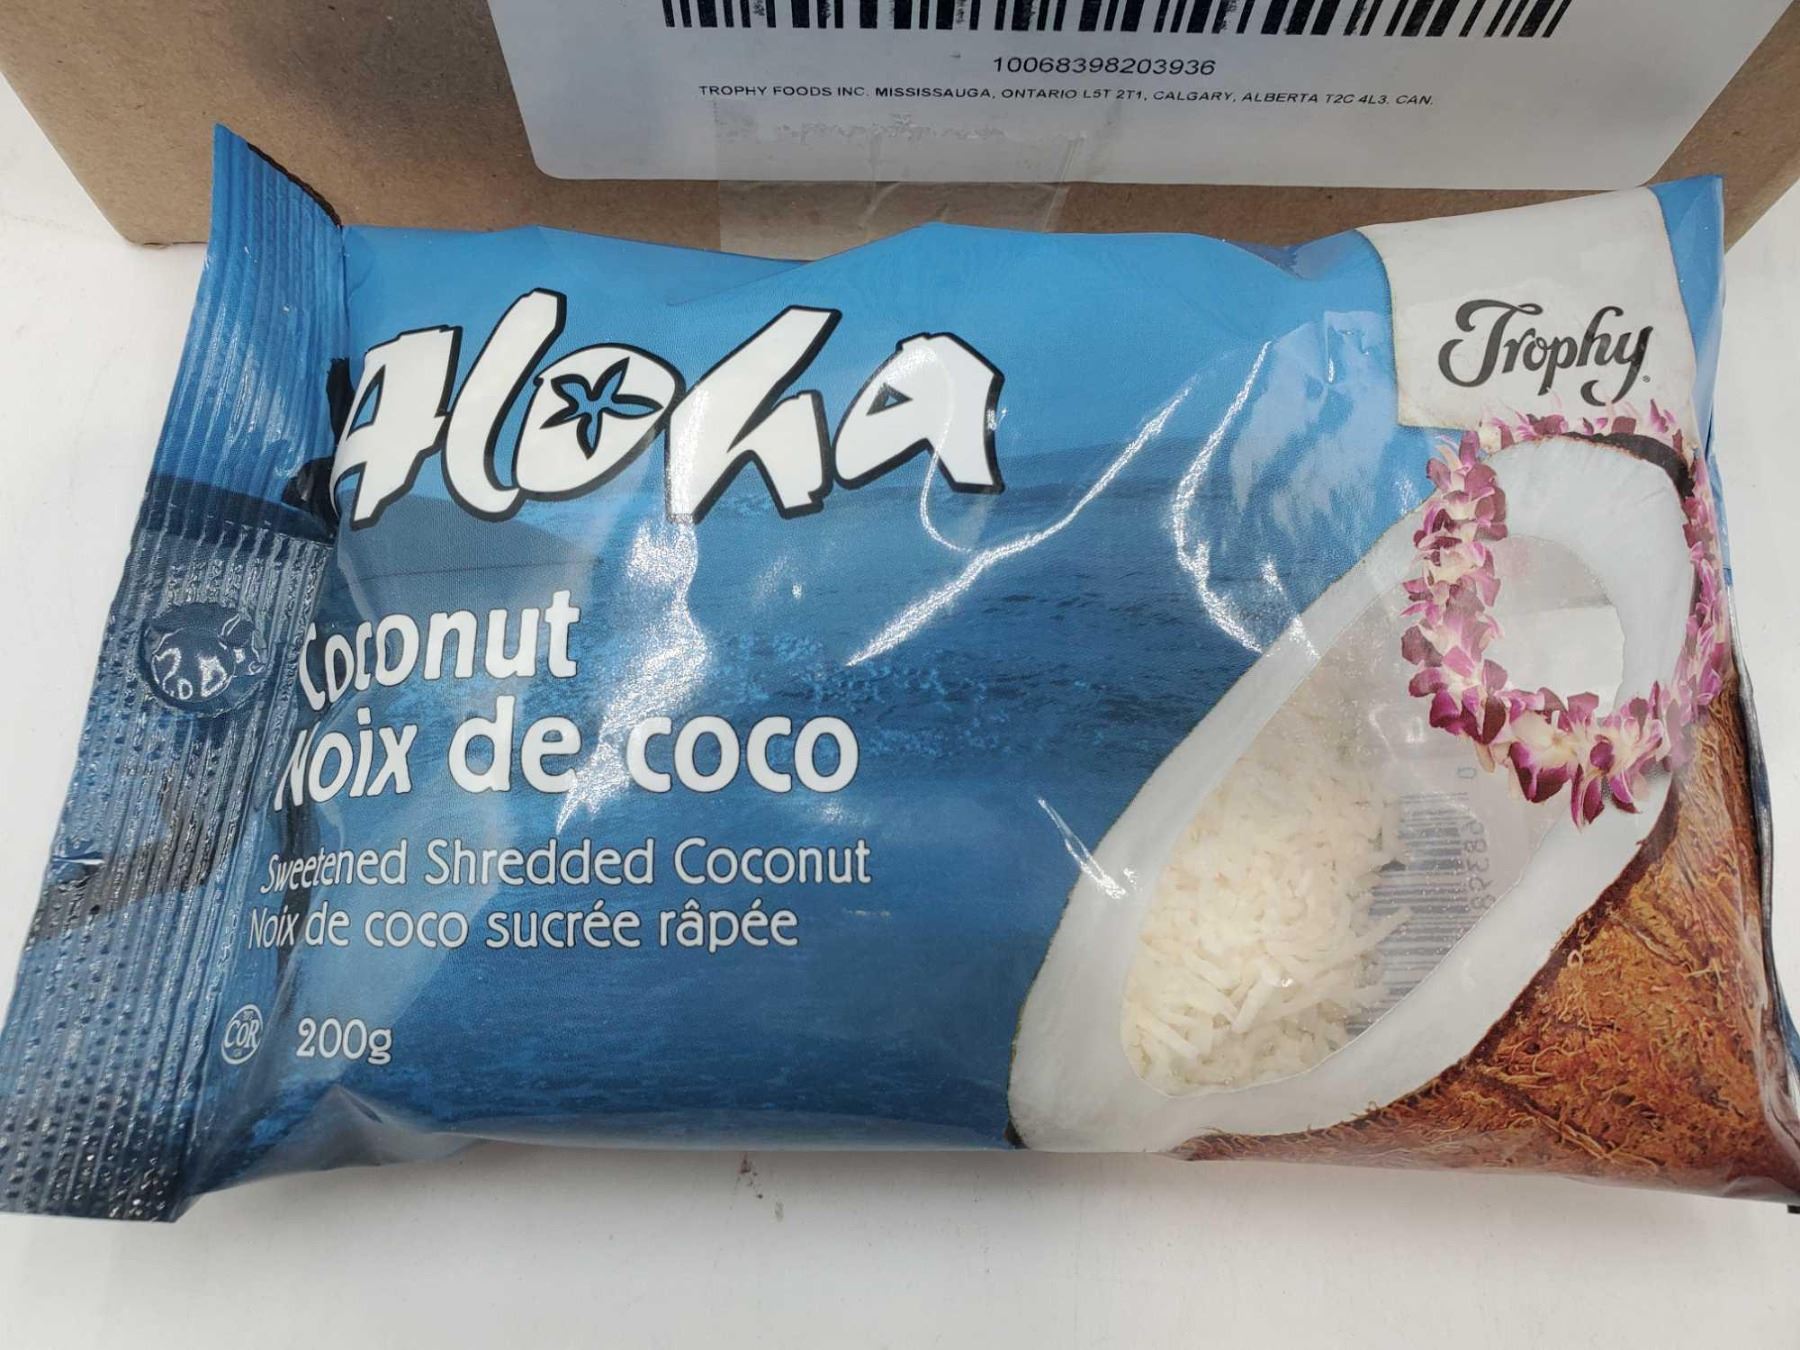 10068398203936
TROPHY FOODS INC. MISSISSAUGA, ONTARIO L5T 2T1, CALGARY, ALBERTA T2C 4L3. CAN.
Aloha
Trophy
Coconut
Noix de coco
Sweetened Shredded Coconut
Noix de coco sucrée râpée
COR
200g